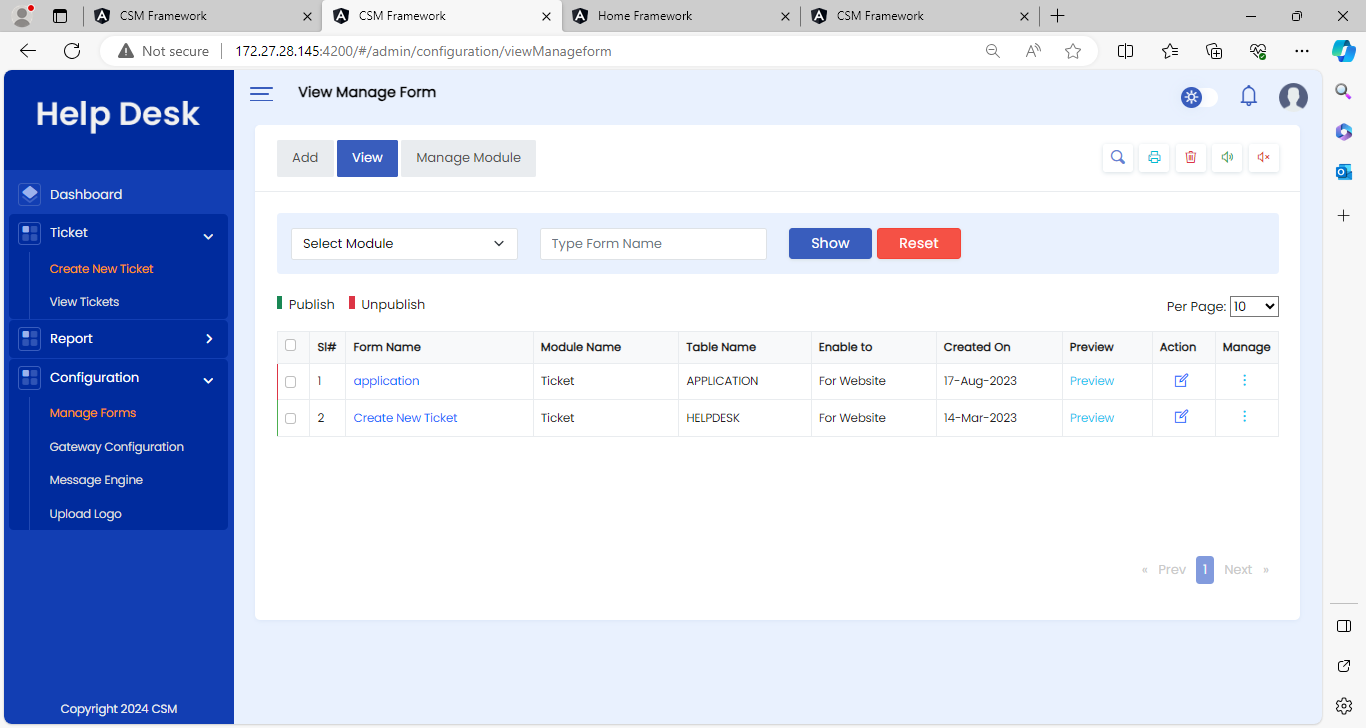 CSM Framework
CSM Framework
Home Framework
CSM Framework
Not secure 172.27.28.145:4200/#/admin/configuration/viewManageform
Help Desk
Dashboard
Ticket
Create New Ticket
View Tickets
Report
Configuration
Manage Forms
Gateway Configuration
Message Engine
Upload Logo
Copyright 2024 CSM
View Manage Form
Add View Manage Module
Select Module Type Form Name Show Reset
Publish Unpublish Per Page: 10
Sl# Form Name Module Name Table Name Enable to Created On Preview Action Manage
1 application Ticket APPLICATION For Website 17-Aug-2023 Preview
2 Create New Ticket Ticket HELPDESK For Website 14-Mar-2023 Preview
« Prev 1 Next »